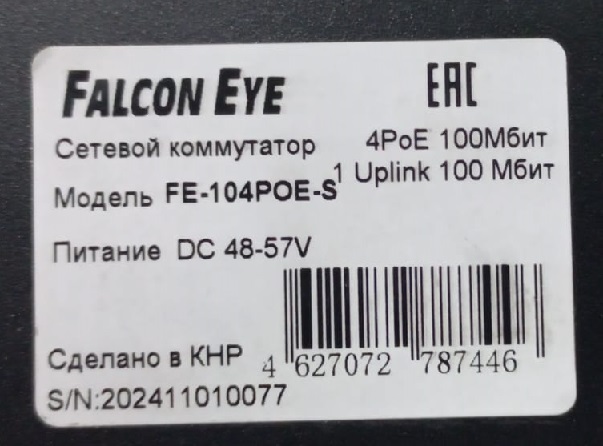 FALCON EYE
EAC
Сетевой коммутатор
4PoE 100Мбит
1 Uplink 100 Мбит
Модель FE-104POE-S
Питание DC 48-57V
Сделано в КНР
4 627072 787446
S/N:202411010077